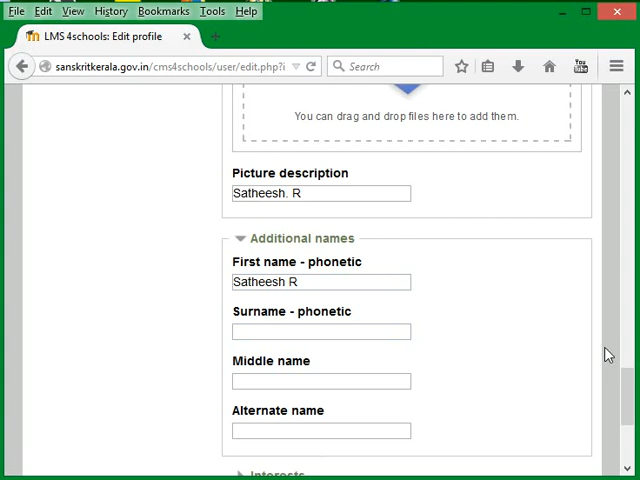 File Edit View History Bookmarks Tools Help
LMS 4schools: Edit profile
sanskritkerala.gov.in/cms4schools/user/edit.php?i
Search
You Tube
You can drag and drop files here to add them.
Picture description
Satheesh. R
Additional names
First name - phonetic
Satheesh R
Surname - phonetic
Middle name
Alternate name
Interests